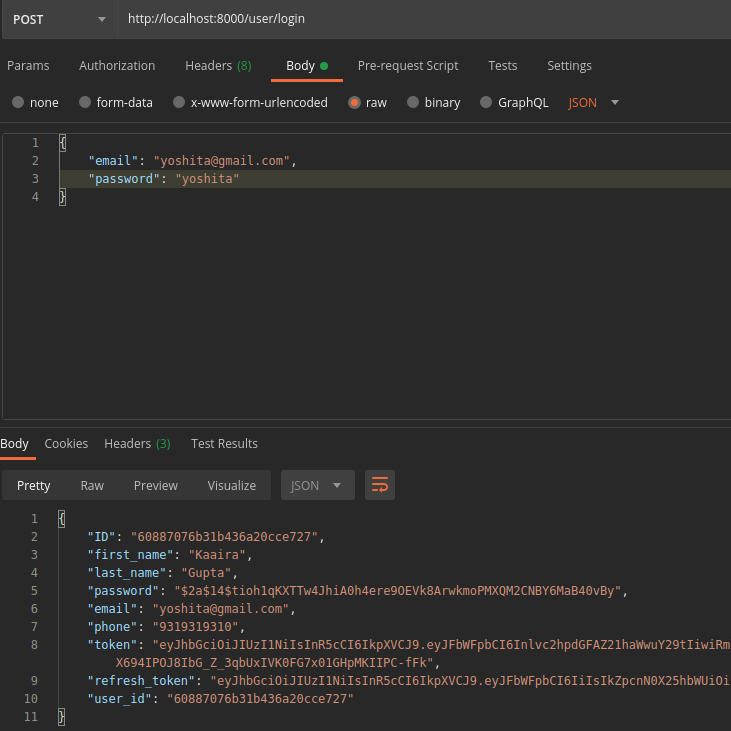 POST http://localhost:8000/user/login
Params Authorization Headers (8) Body Pre-request Script Tests Settings
none form-data x-www-form-urlencoded raw binary GraphQL JSON
1 {
2 "email": "yoshita@gmail.com",
3 "password": "yoshita"
4 }
Body Cookies Headers (3) Test Results
Pretty Raw Preview Visualize JSON
1 {
2 "ID": "60887076b31b436a20cce727",
3 "first_name": "Kaaira",
4 "last_name": "Gupta",
5 "password": "$2a$14$tioh1qKXTTw4JhiA0h4ere9OEVk8ArwkmoPMXQM2CNBY6MaB40vBy",
6 "email": "yoshita@gmail.com",
7 "phone": "9319319310",
8 "token": "eyJhbGciOiJIUzI1NiIsInR5cCI6IkpXVCJ9.eyJFbWFpbCI6Inlvc2hpdGFAZ21haWwuY29tIiwiRm
X694IPOJ8IbG_Z_3qbUxIVK0FG7x01GHpMKIIPC-fFk",
9 "refresh_token": "eyJhbGciOiJIUzI1NiIsInR5cCI6IkpXVCJ9.eyJFbWFpbCI6IiIsIkZpcnN0X25hbWUiOi
10 "user_id": "60887076b31b436a20cce727"
11 }